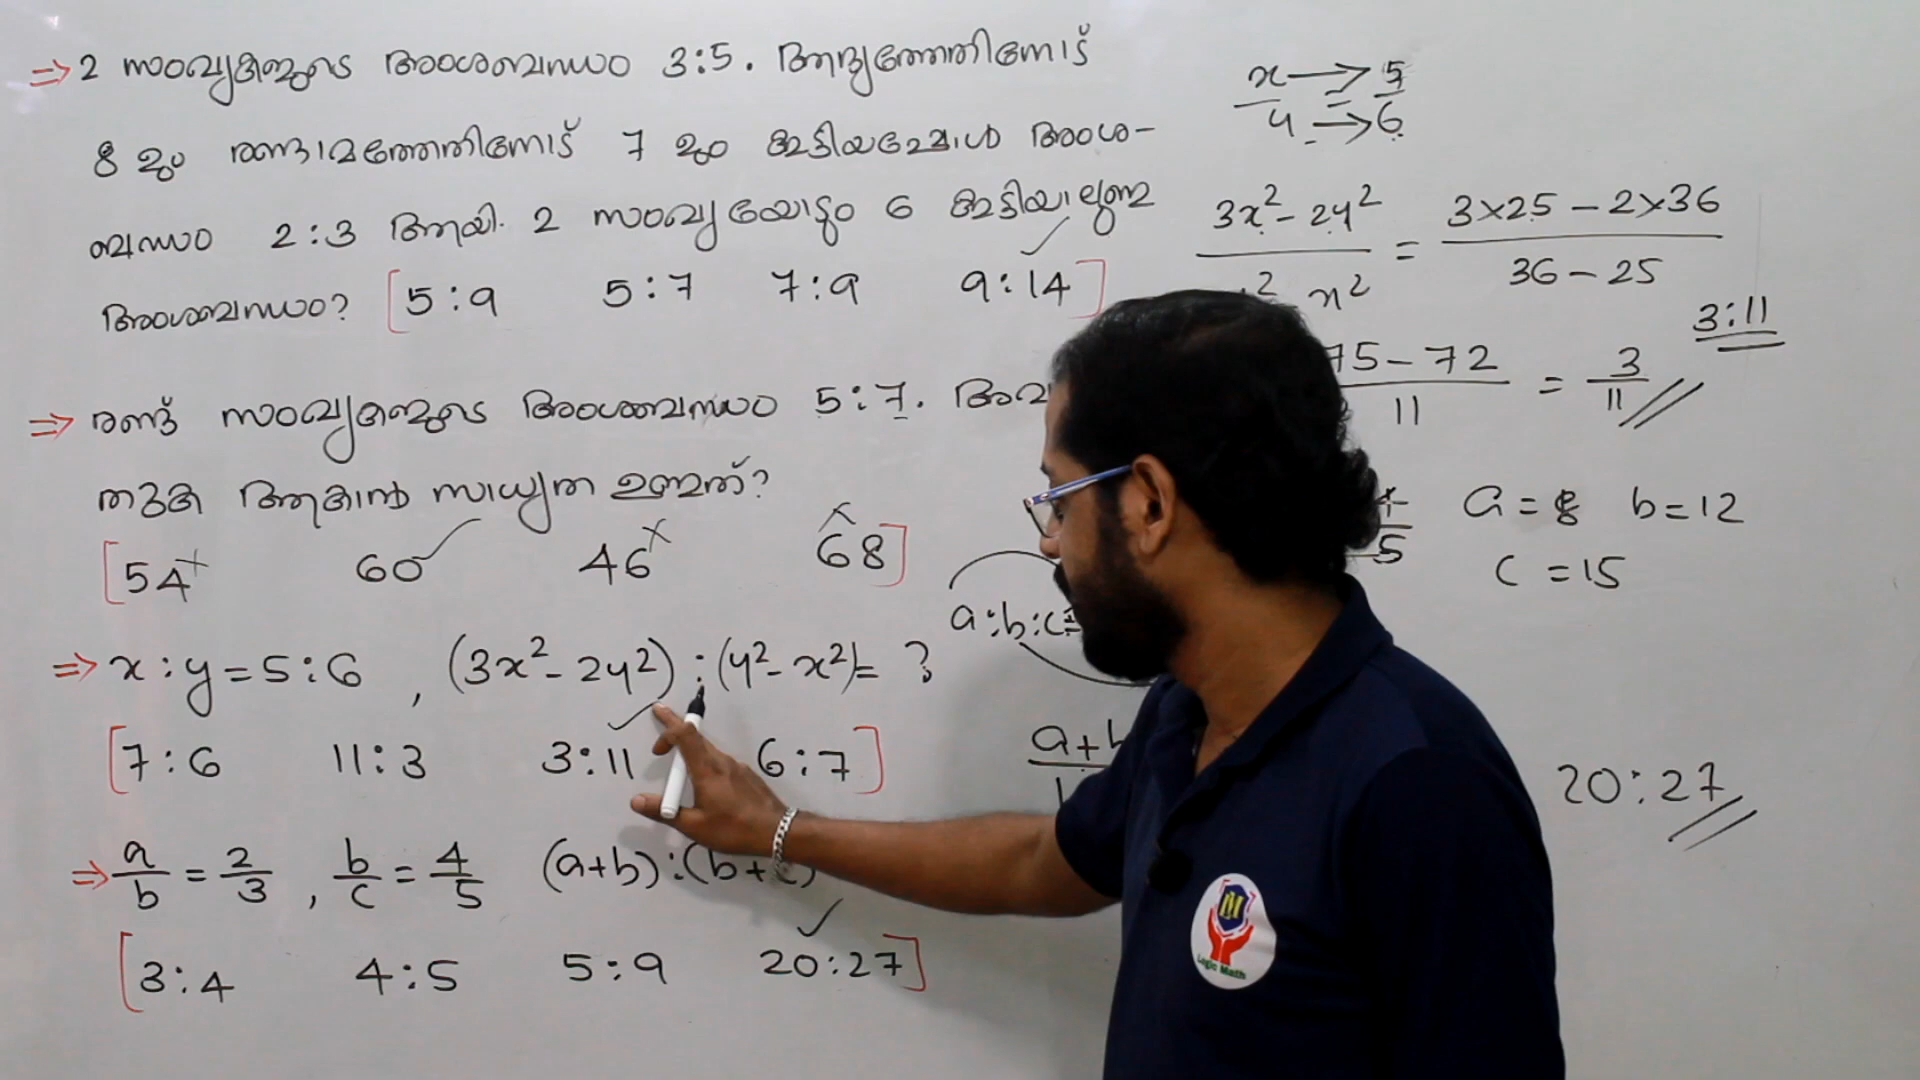 ⇒ 2 സംഖ്യകളുടെ അംശബന്ധം 3:5. ആദ്യത്തേതിനോട്
8 ഉം രണ്ടാമത്തേതിനോട് 7 ഉം കൂട്ടിയപ്പോൾ അംശ-
ബന്ധം 2:3 ആയി. 2 സംഖ്യയോടും 6 കൂട്ടിയാലുള്ള
അംശബന്ധം? [5:9 5:7 7:9 9:14]
⇒ രണ്ട് സംഖ്യകളുടെ അംശബന്ധം 5:7. അവ
തുക ആകാൻ സാധ്യത ഉള്ളത്?
[54 60 46 68]
⇒ x:y=5:6, (3x²-2y²):(y²-x²)=?
[7:6 11:3 3:11 6:7]
⇒ a/b = 2/3, b/c = 4/5 (a+b):(b+c)
[3:4 4:5 5:9 20:27]
x/y → = → 5/6
3x²-2y² / ² x² = 3×25-2×36 / 36-25
75-72 / 11 = 3/11
3:11
5 a=8 b=12
c=15
a:b:c=
a+b
20:27
Logic Math